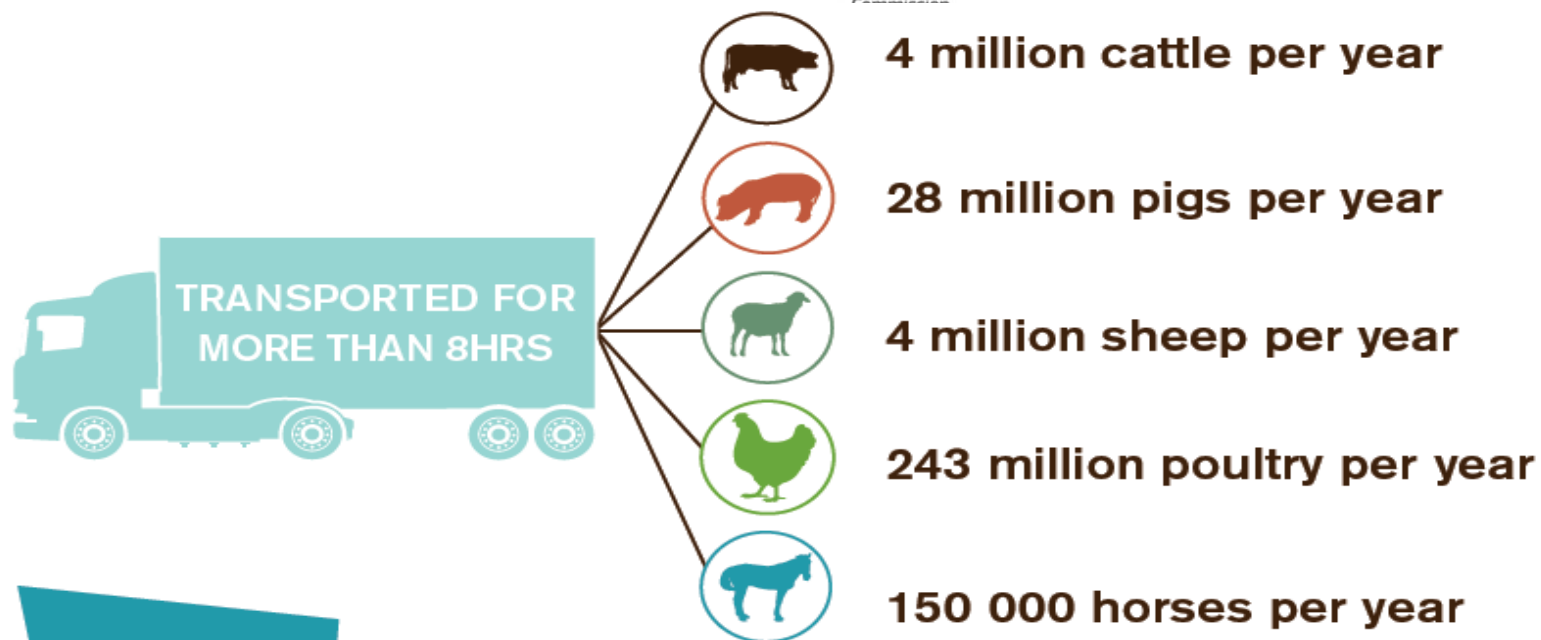 4 million cattle per year
28 million pigs per year
TRANSPORTED FOR
MORE THAN 8HRS
4 million sheep per year
243 million poultry per year
150 000 horses per year